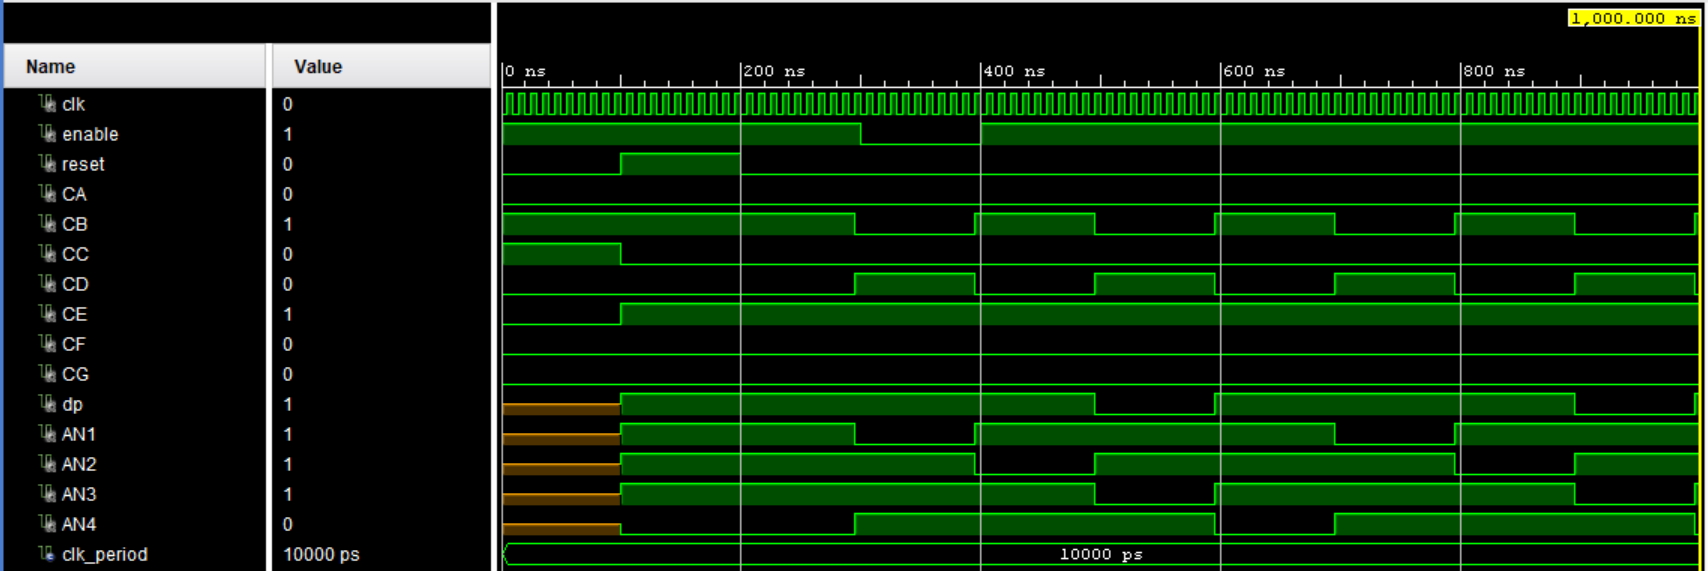 1,000.000 ns
Name Value
0 ns 200 ns 400 ns 600 ns 800 ns
clk 0
enable 1
reset 0
CA 0
CB 1
CC 0
CD 0
CE 1
CF 0
CG 0
dp 1
AN1 1
AN2 1
AN3 1
AN4 0
clk_period 10000 ps 10000 ps